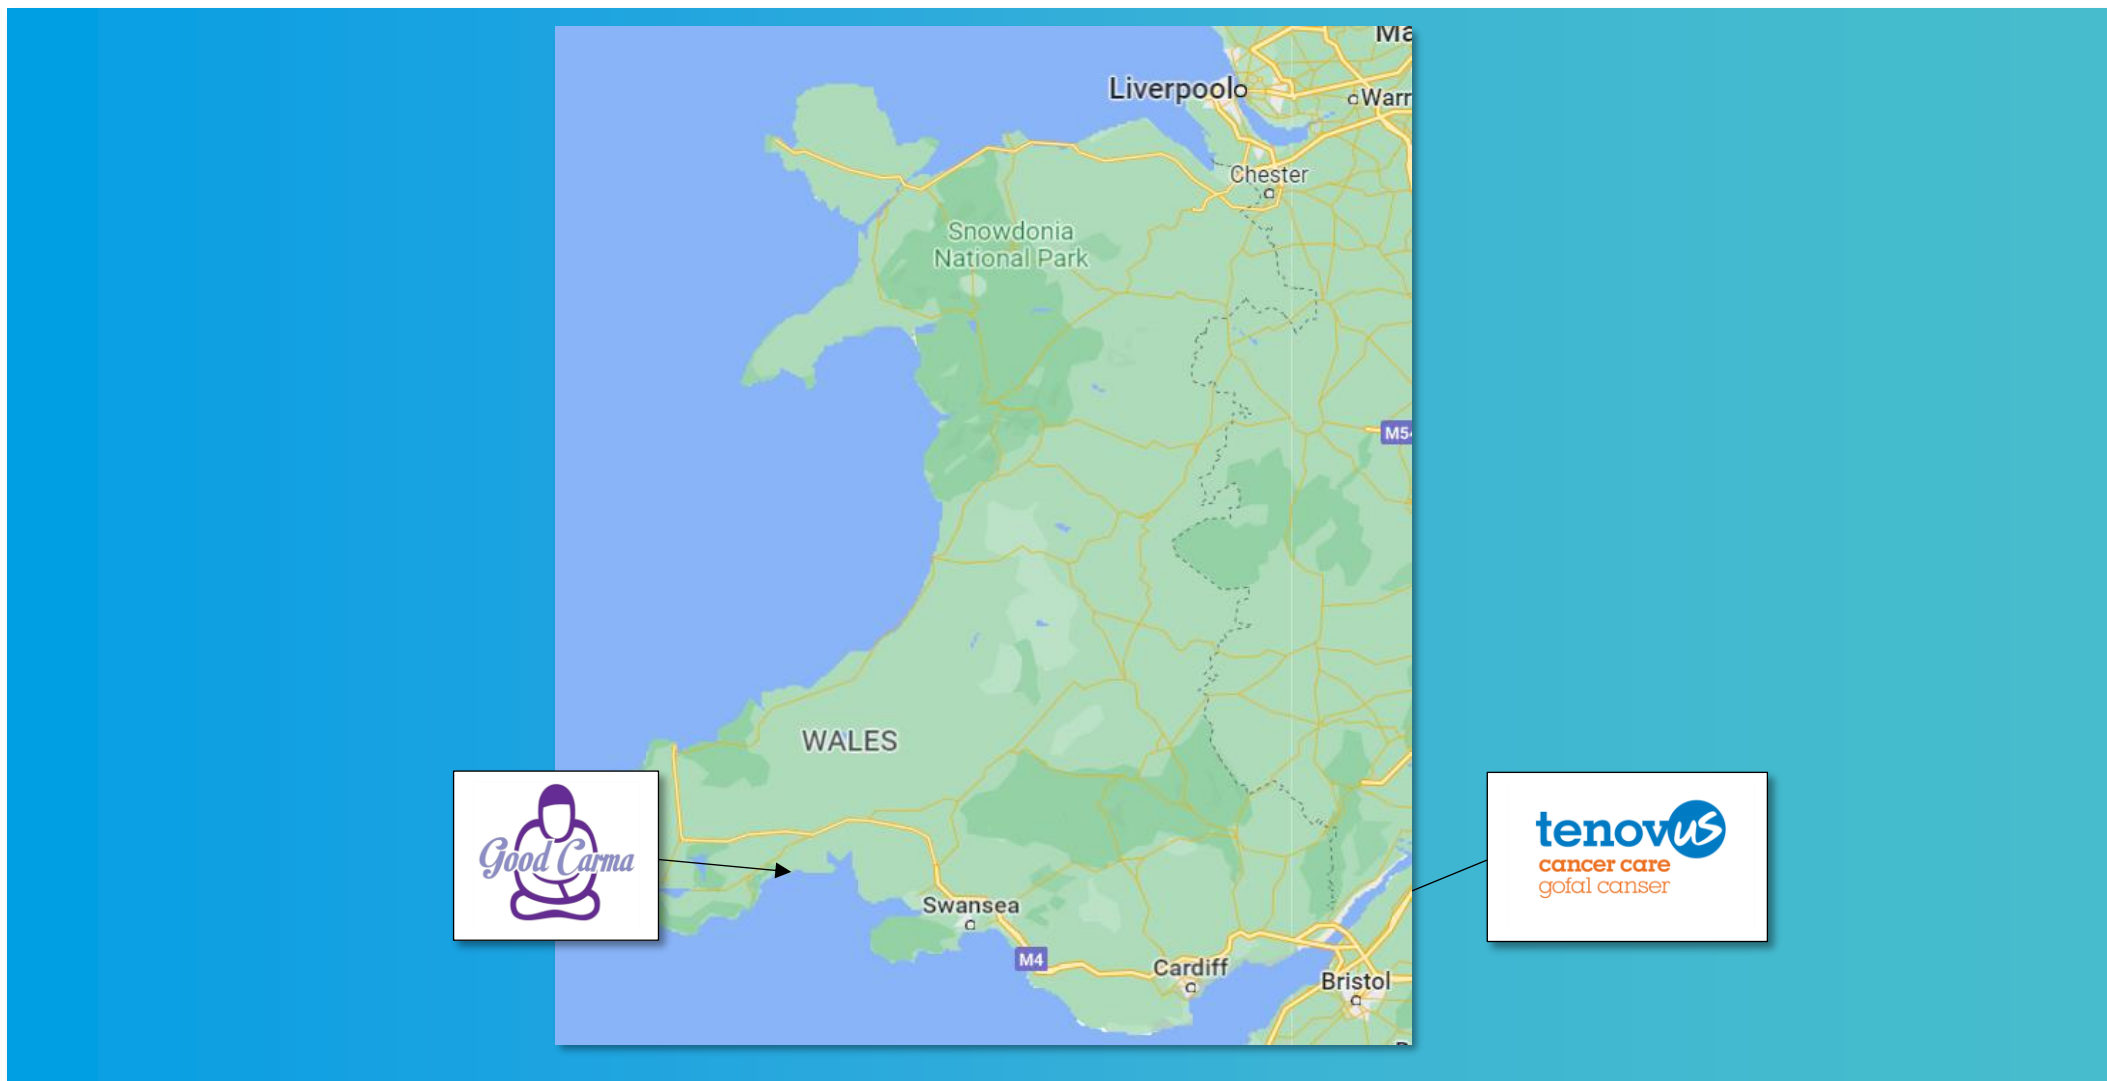 Ma
Liverpool
Warr
Chester
Snowdonia
National Park
M54
WALES
Good Carma
tenovus
cancer care
gofal canser
Swansea
M4
Cardiff
Bristol